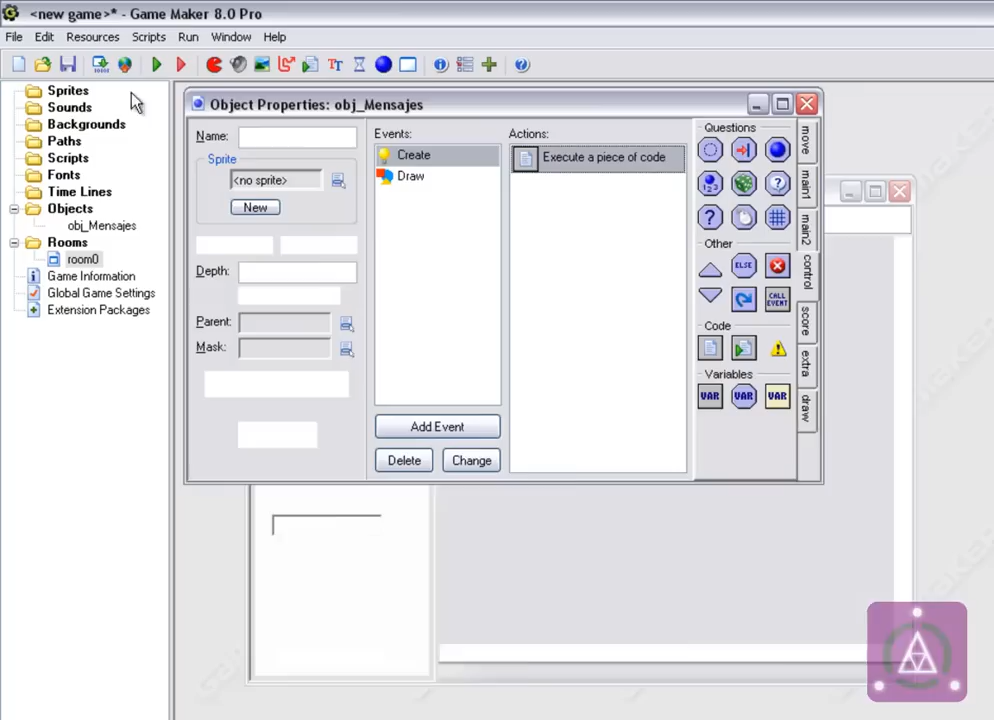 <new game>* - Game Maker 8.0 Pro
File Edit Resources Scripts Run Window Help
Sprites
Sounds
Backgrounds
Paths
Scripts
Fonts
Time Lines
Objects
obj_Mensajes
Rooms
room0
Game Information
Global Game Settings
Extension Packages
Object Properties: obj_Mensajes
Name:
Sprite
<no sprite>
New
Depth:
Parent:
Mask:
Events:
Create
Draw
Add Event
Delete Change
Actions:
Execute a piece of code
Questions
Other
ELSE
CALL EVENT
Code
Variables
VAR VAR VAR
move
main1
main2
control
score
extra
draw